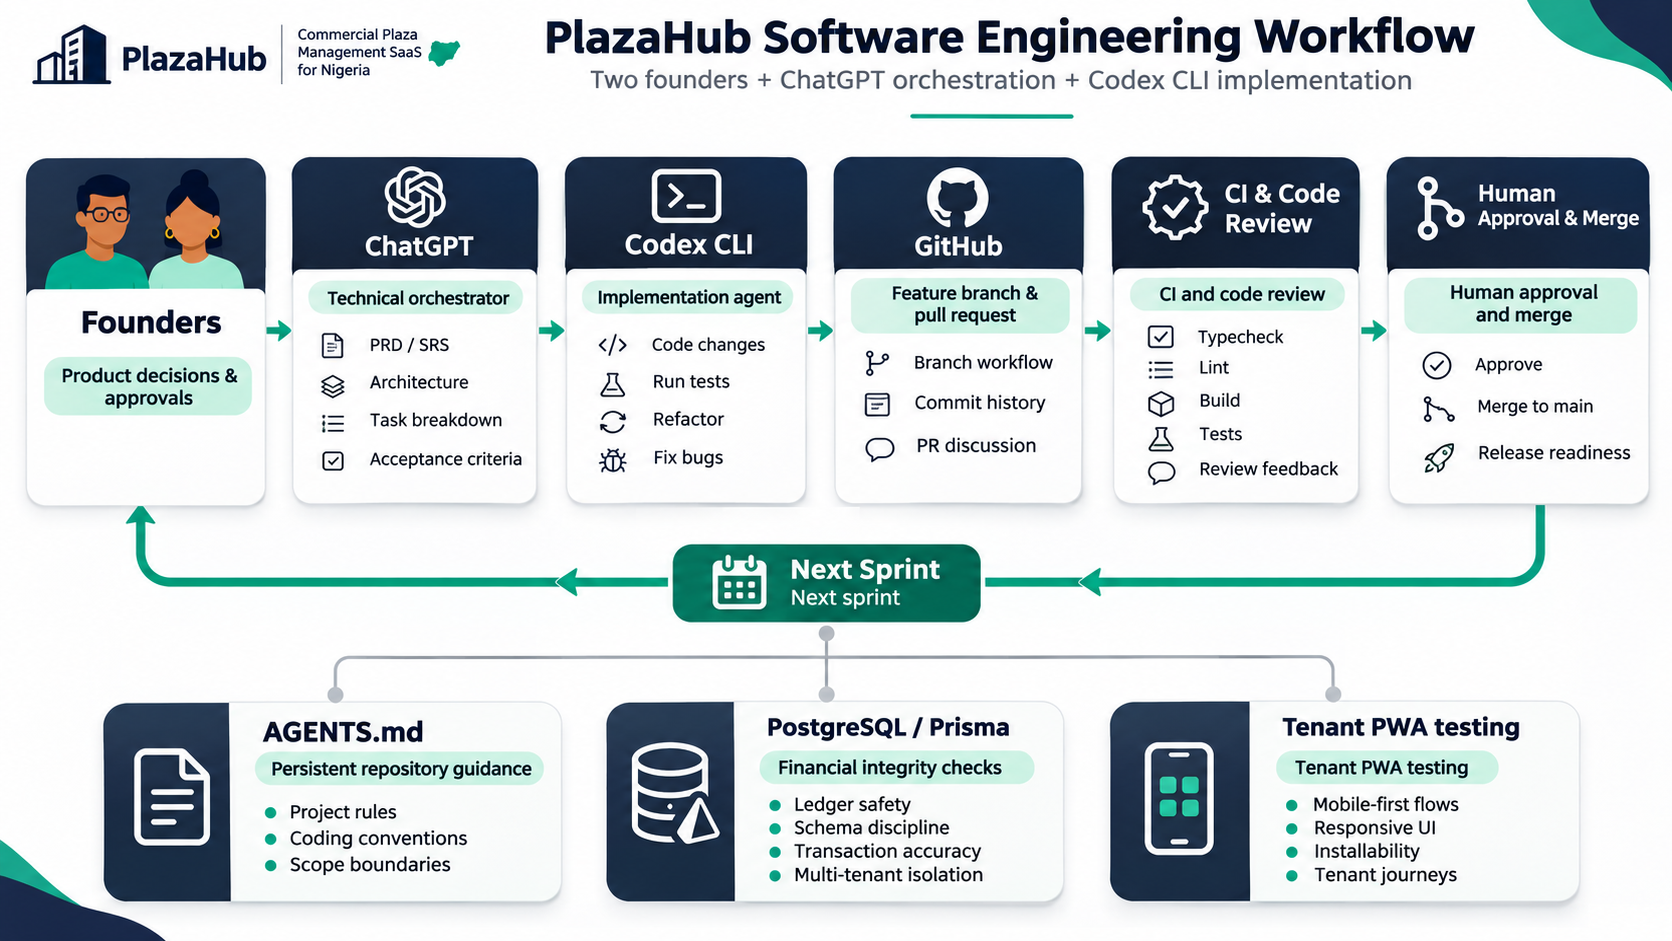 PlazaHub
Commercial Plaza
Management SaaS
for Nigeria
PlazaHub Software Engineering Workflow
Two founders + ChatGPT orchestration + Codex CLI implementation
Founders
Product decisions &
approvals
ChatGPT
Technical orchestrator
PRD / SRS
Architecture
Task breakdown
Acceptance criteria
Codex CLI
Implementation agent
Code changes
Run tests
Refactor
Fix bugs
GitHub
Feature branch &
pull request
Branch workflow
Commit history
PR discussion
CI & Code
Review
CI and code review
Typecheck
Lint
Build
Tests
Review feedback
Human
Approval & Merge
Human approval
and merge
Approve
Merge to main
Release readiness
Next Sprint
Next sprint
AGENTS.md
Persistent repository guidance
Project rules
Coding conventions
Scope boundaries
PostgreSQL / Prisma
Financial integrity checks
Ledger safety
Schema discipline
Transaction accuracy
Multi-tenant isolation
Tenant PWA testing
Tenant PWA testing
Mobile-first flows
Responsive UI
Installability
Tenant journeys